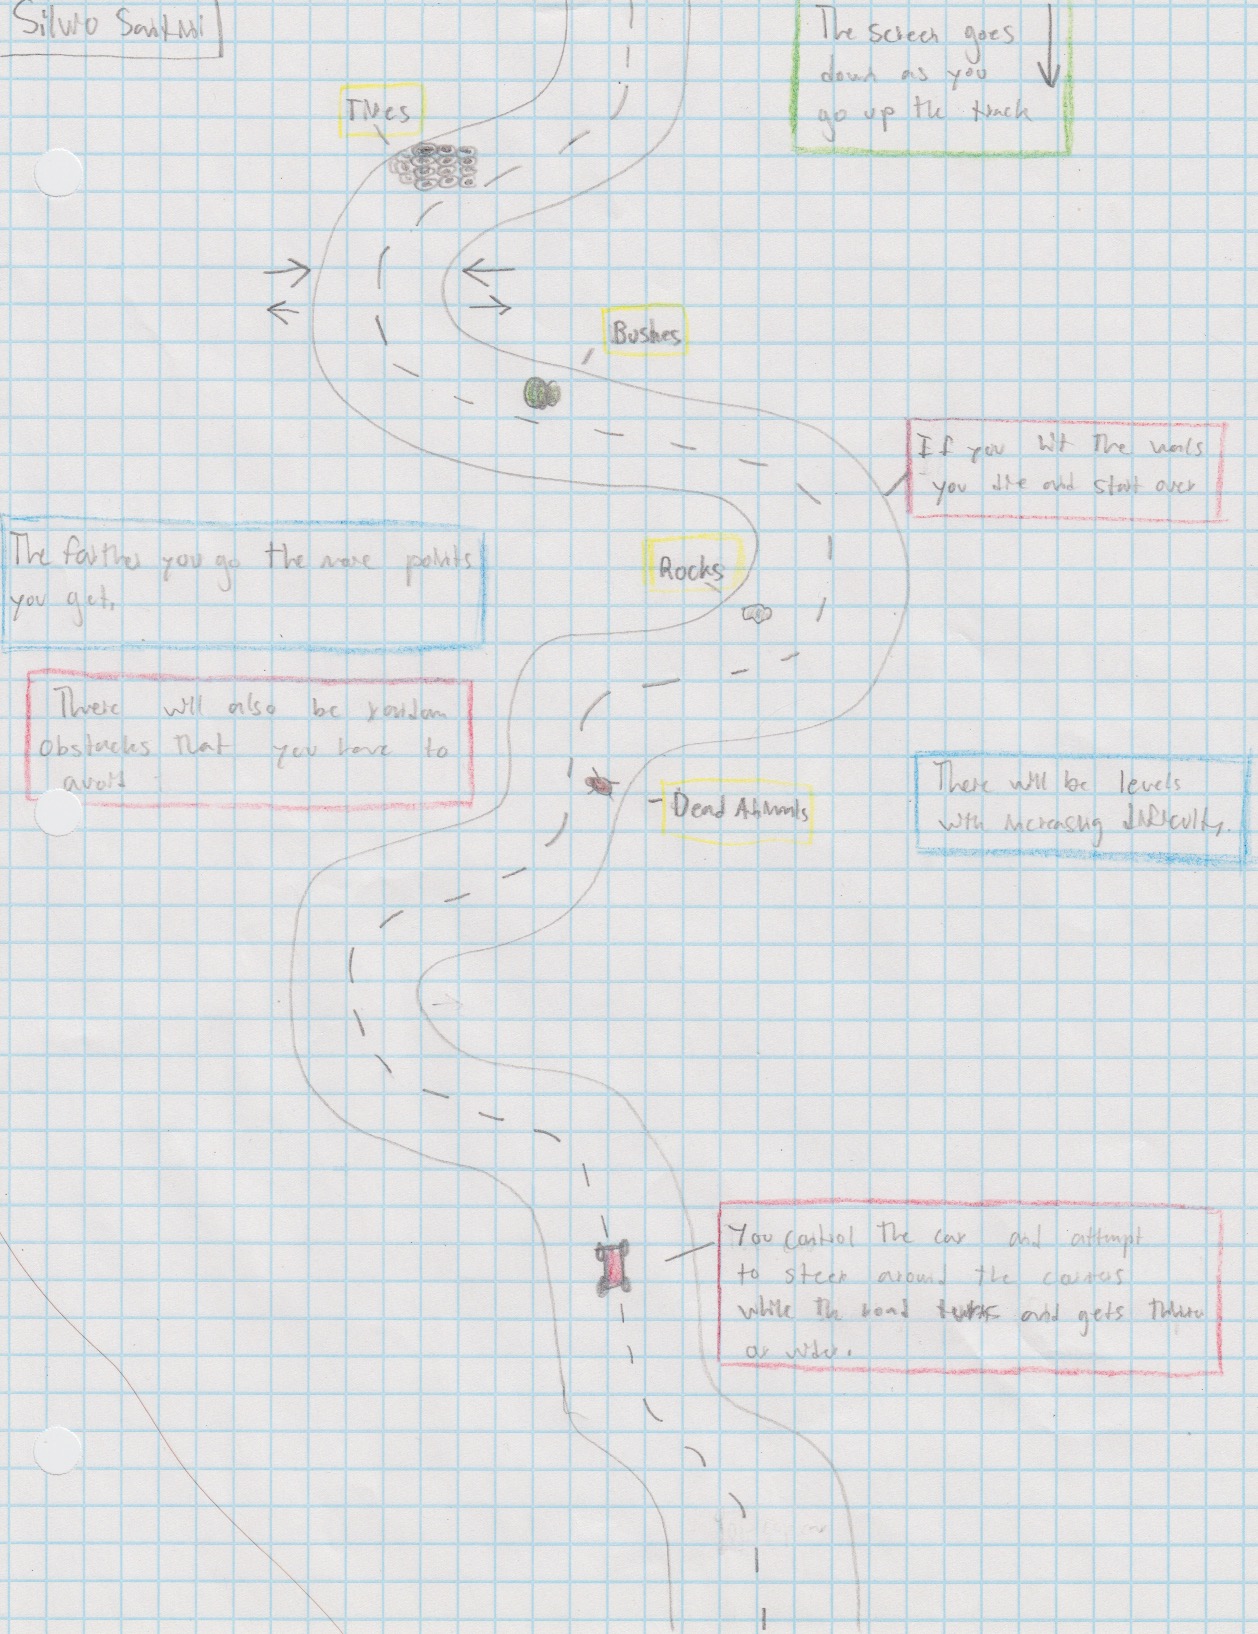 Silvio
The screen goes
down as you
go up the track
Tires
Bushes
If you hit the walls
you die and start over
The farther you go the more points
you get.
Rocks
There will also be random
obstacles that you have to
avoid
There will be levels
with increasing difficulty.
Dead Animals
You control the car and attempt
to steer around the corners
while the road turns and gets thinner
or wider.